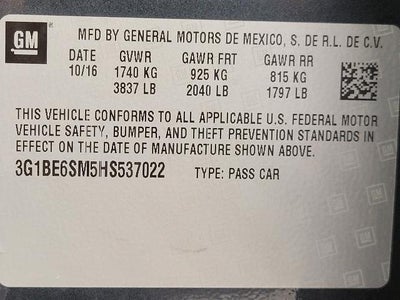 GM
MFD BY GENERAL MOTORS DE MEXICO, S. DE R.L. DE C.V.
DATE GVWR GAWR FRT GAWR RR
10/16 1740 KG 925 KG 815 KG
3837 LB 2040 LB 1797 LB
THIS VEHICLE CONFORMS TO ALL APPLICABLE U.S. FEDERAL MOTOR
VEHICLE SAFETY, BUMPER, AND THEFT PREVENTION STANDARDS IN
EFFECT ON THE DATE OF MANUFACTURE SHOWN ABOVE.
3G1BE6SM5HS537022 TYPE: PASS CAR